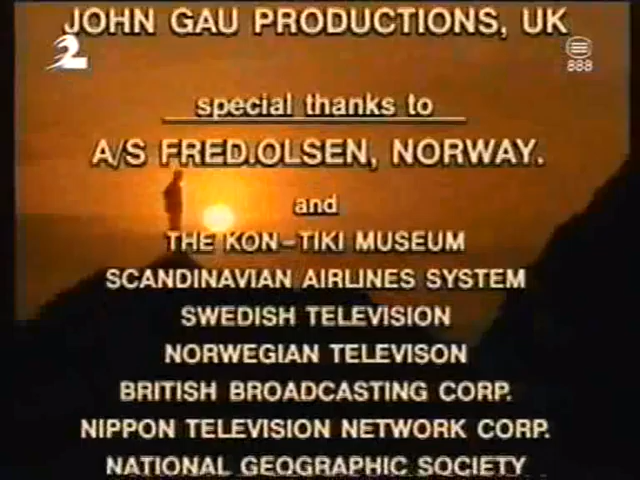 JOHN GAU PRODUCTIONS, UK
2
888
special thanks to
A/S FRED.OLSEN, NORWAY.
and
THE KON-TIKI MUSEUM
SCANDINAVIAN AIRLINES SYSTEM
SWEDISH TELEVISION
NORWEGIAN TELEVISON
BRITISH BROADCASTING CORP.
NIPPON TELEVISION NETWORK CORP.
NATIONAL GEOGRAPHIC SOCIETY